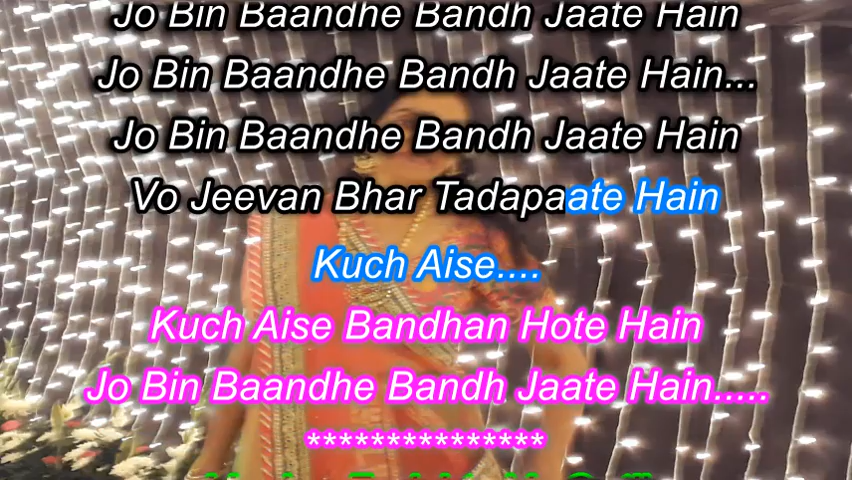 Jo Bin Baandhe Bandh Jaate Hain
Jo Bin Baandhe Bandh Jaate Hain...
Jo Bin Baandhe Bandh Jaate Hain
Vo Jeevan Bhar Tadapaate Hain
Kuch Aise....
Kuch Aise Bandhan Hote Hain
Jo Bin Baandhe Bandh Jaate Hain.....
***************